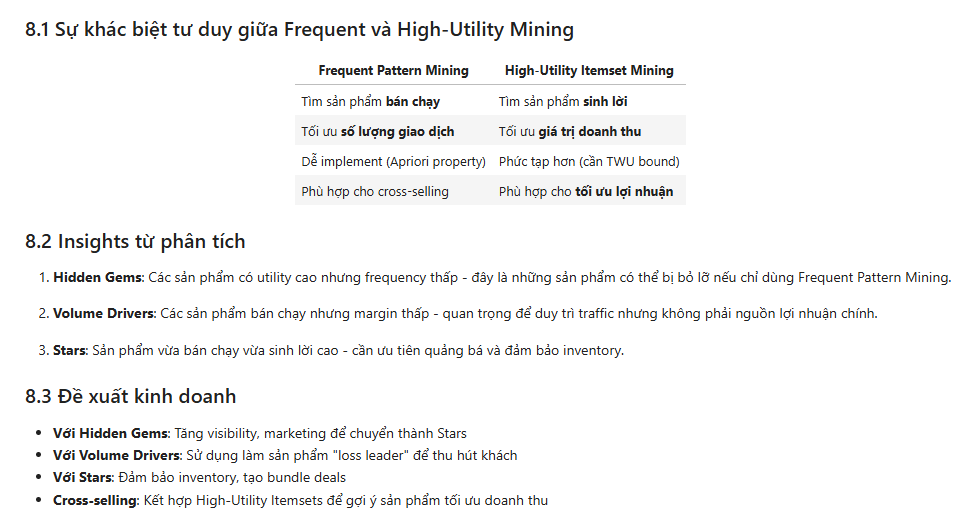 8.1 Sự khác biệt tư duy giữa Frequent và High-Utility Mining
Frequent Pattern Mining High-Utility Itemset Mining
Tìm sản phẩm bán chạy Tìm sản phẩm sinh lời
Tối ưu số lượng giao dịch Tối ưu giá trị doanh thu
Dễ implement (Apriori property) Phức tạp hơn (cần TWU bound)
Phù hợp cho cross-selling Phù hợp cho tối ưu lợi nhuận
8.2 Insights từ phân tích
1. Hidden Gems: Các sản phẩm có utility cao nhưng frequency thấp - đây là những sản phẩm có thể bị bỏ lỡ nếu chỉ dùng Frequent Pattern Mining.
2. Volume Drivers: Các sản phẩm bán chạy nhưng margin thấp - quan trọng để duy trì traffic nhưng không phải nguồn lợi nhuận chính.
3. Stars: Sản phẩm vừa bán chạy vừa sinh lời cao - cần ưu tiên quảng bá và đảm bảo inventory.
8.3 Đề xuất kinh doanh
• Với Hidden Gems: Tăng visibility, marketing để chuyển thành Stars
• Với Volume Drivers: Sử dụng làm sản phẩm "loss leader" để thu hút khách
• Với Stars: Đảm bảo inventory, tạo bundle deals
• Cross-selling: Kết hợp High-Utility Itemsets để gợi ý sản phẩm tối ưu doanh thu